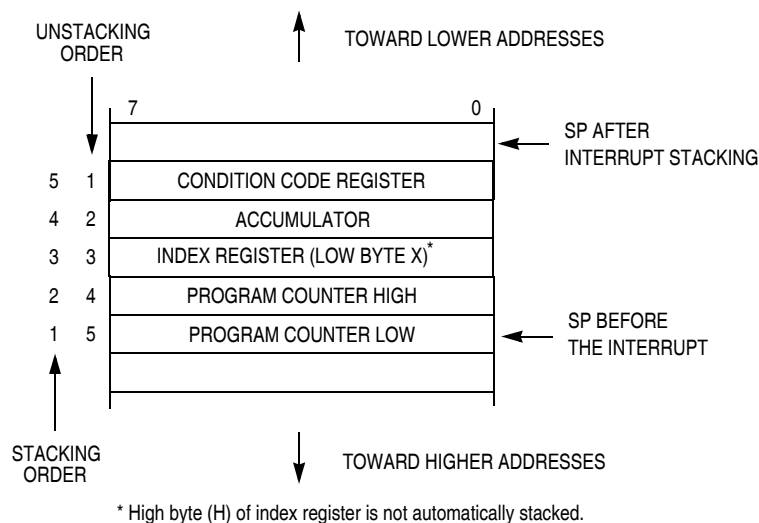 UNSTACKING
ORDER
TOWARD LOWER ADDRESSES
7 0
SP AFTER
INTERRUPT STACKING
5 1 CONDITION CODE REGISTER
4 2 ACCUMULATOR
3 3 INDEX REGISTER (LOW BYTE X)*
2 4 PROGRAM COUNTER HIGH
1 5 PROGRAM COUNTER LOW
SP BEFORE
THE INTERRUPT
STACKING
ORDER
TOWARD HIGHER ADDRESSES
* High byte (H) of index register is not automatically stacked.